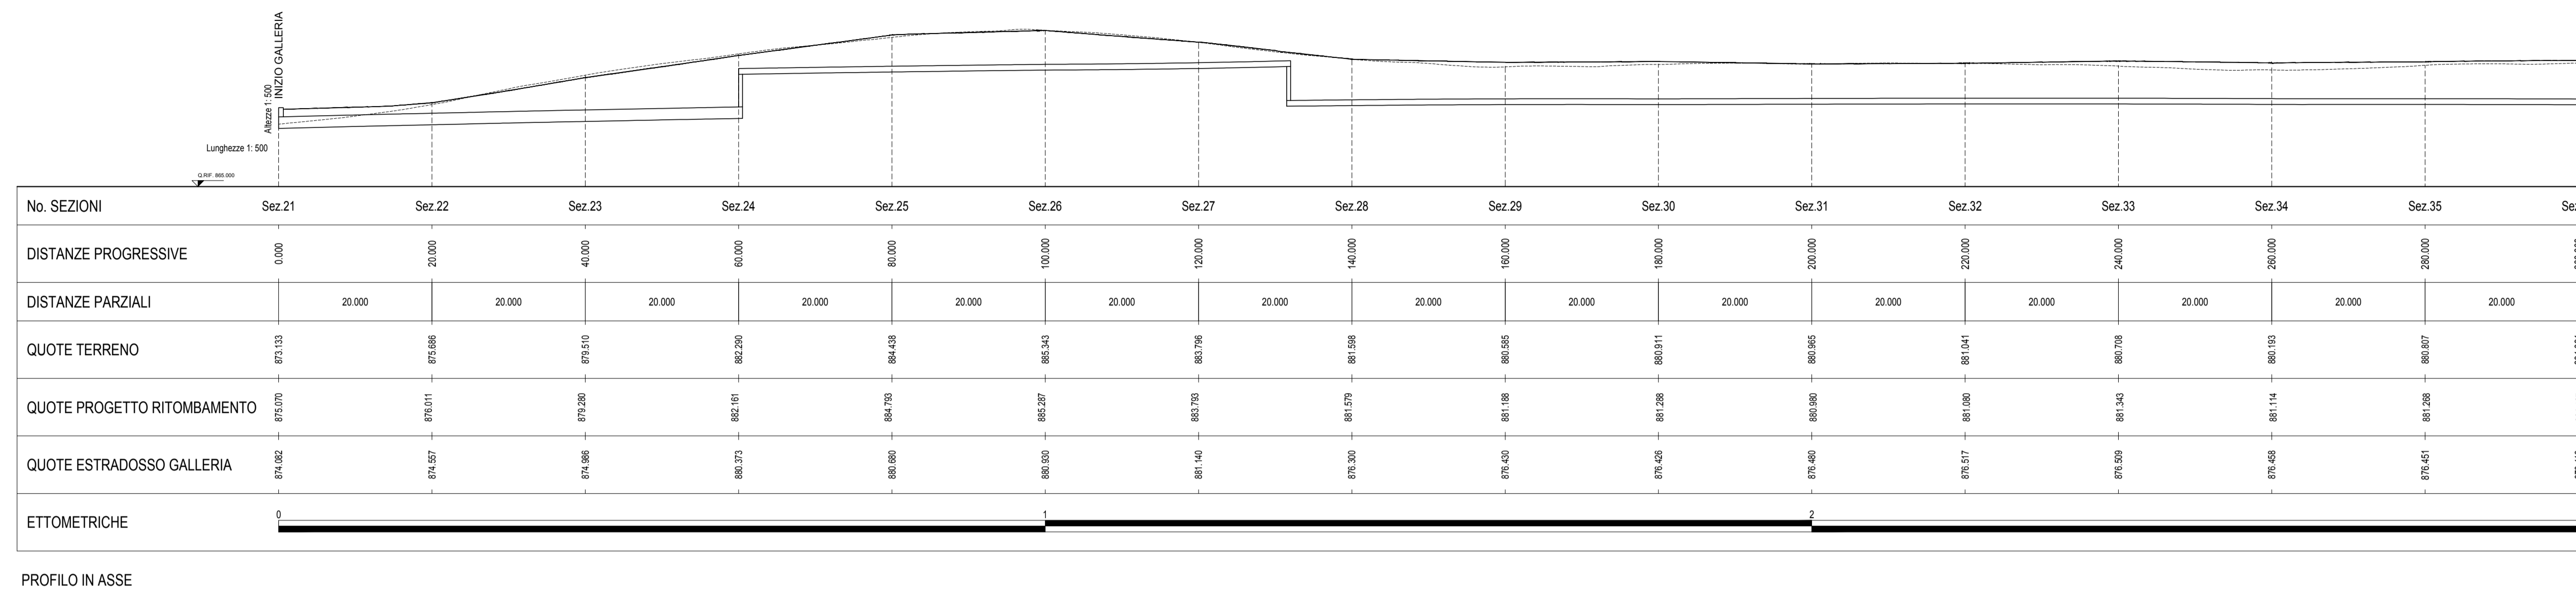 INIZIO GALLERIA
Altezze 1: 500
Lunghezze 1: 500
Q.RIF. 865.000
No. SEZIONI Sez.21 Sez.22 Sez.23 Sez.24 Sez.25 Sez.26 Sez.27 Sez.28 Sez.29 Sez.30 Sez.31 Sez.32 Sez.33 Sez.34 Sez.35
DISTANZE PROGRESSIVE 0.000 20.000 40.000 60.000 80.000 100.000 120.000 140.000 160.000 180.000 200.000 220.000 240.000 260.000 280.000
DISTANZE PARZIALI 20.000 20.000 20.000 20.000 20.000 20.000 20.000 20.000 20.000 20.000 20.000 20.000 20.000 20.000 20.000
QUOTE TERRENO 873.133 875.686 879.510 882.290 884.438 885.343 883.796 881.598 880.585 880.911 880.965 881.041 880.708 880.193 880.807
QUOTE PROGETTO RITOMBAMENTO 875.070 876.011 879.280 882.161 884.793 885.287 883.793 881.579 881.188 881.288 880.980 881.080 881.343 881.114 881.268
QUOTE ESTRADOSSO GALLERIA 874.082 874.557 874.986 880.373 880.680 880.930 881.140 876.300 876.430 876.426 876.480 876.517 876.509 876.458 876.451
ETTOMETRICHE 0 1 2
PROFILO IN ASSE